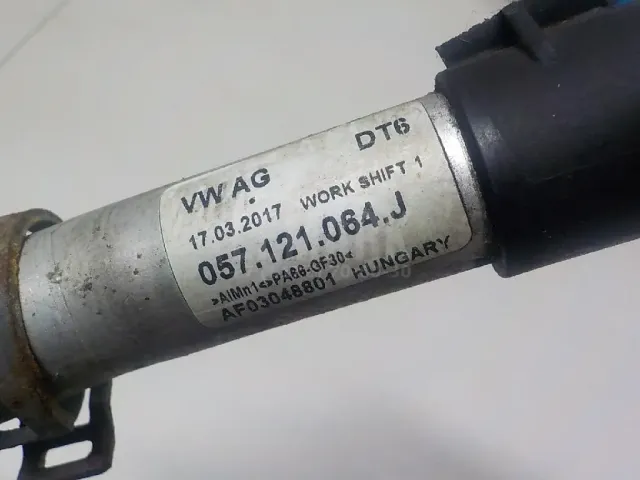 VW AG DT6
17.03.2017 WORK SHIFT 1
057.121.064.J
>AlMn1<>PA66-GF30<
AF03048801 HUNGARY